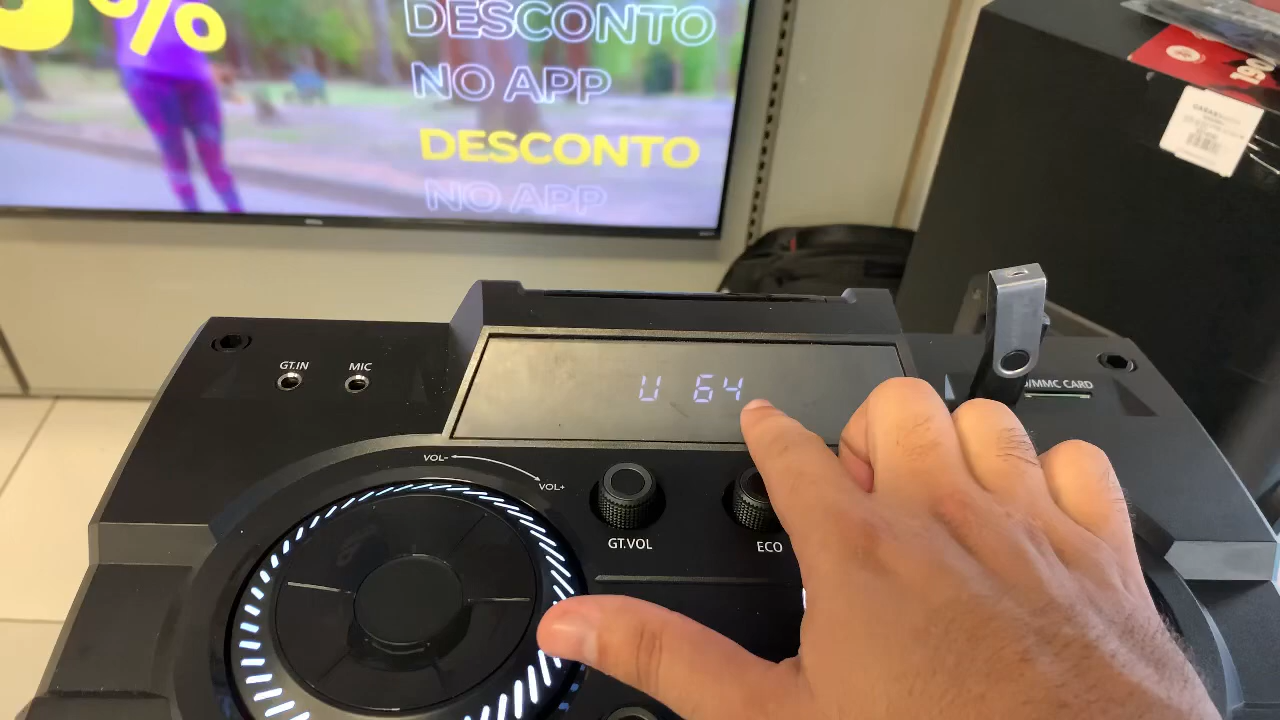 %
DESCONTO
NO APP
DESCONTO
NO APP
GT.IN
MIC
U 64
/MMC CARD
VOL-
VOL+
GT.VOL
ECO